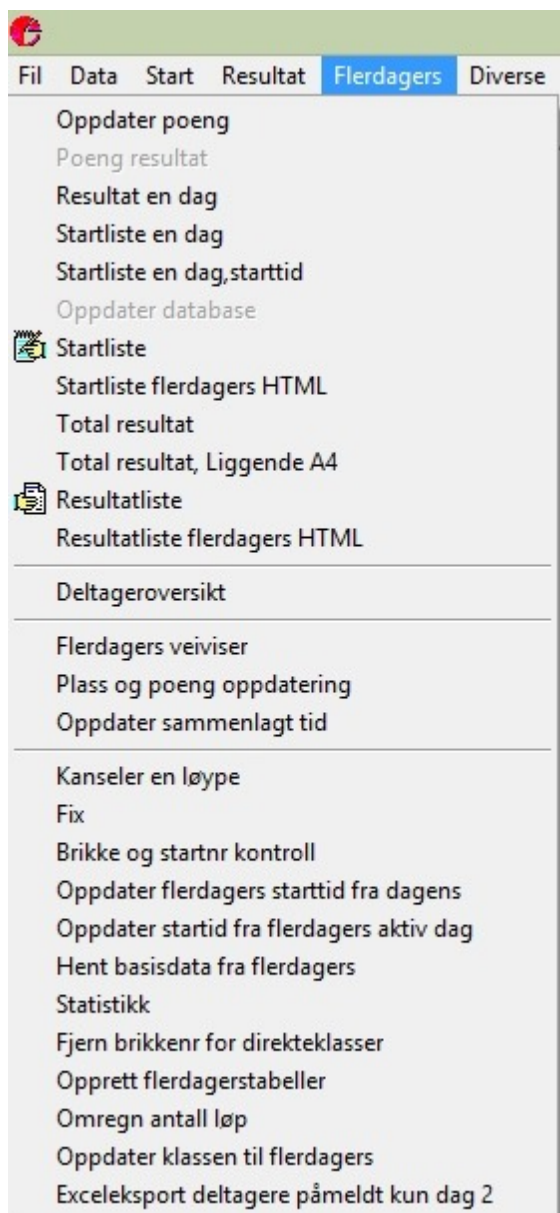 Fil Data Start Resultat Flerdagers Diverse
Oppdater poeng
Poeng resultat
Resultat en dag
Startliste en dag
Startliste en dag,starttid
Oppdater database
Startliste
Startliste flerdagers HTML
Total resultat
Total resultat, Liggende A4
Resultatliste
Resultatliste flerdagers HTML
Deltageroversikt
Flerdagers veiviser
Plass og poeng oppdatering
Oppdater sammenlagt tid
Kanseler en løype
Fix
Brikke og startnr kontroll
Oppdater flerdagers starttid fra dagens
Oppdater startid fra flerdagers aktiv dag
Hent basisdata fra flerdagers
Statistikk
Fjern brikkenr for direkteklasser
Opprett flerdagerstabeller
Omregn antall løp
Oppdater klassen til flerdagers
Exceleksport deltagere påmeldt kun dag 2